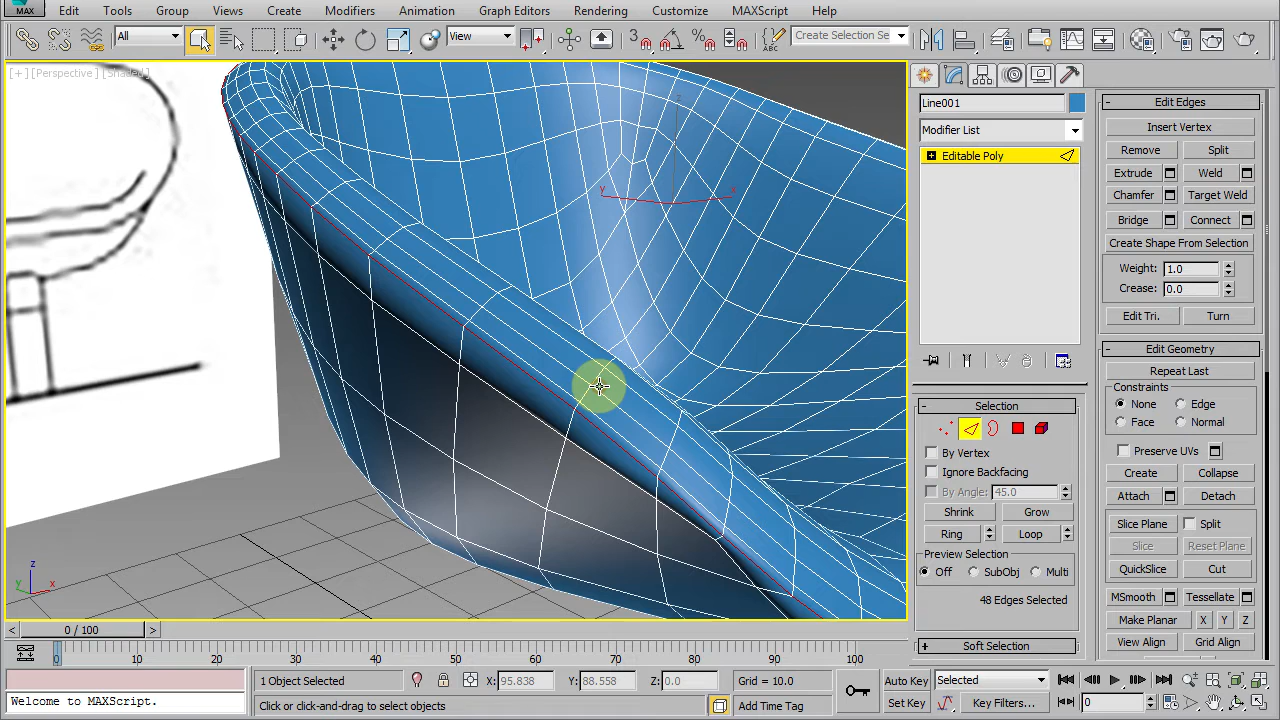 MAX Edit Tools Group Views Create Modifiers Animation Graph Editors Rendering Customize MAXScript Help
All View 3 Create Selection Se
[+][Perspective][Shaded]
z
y x
z
y x
Line001
Modifier List
Editable Poly
Selection
By Vertex
Ignore Backfacing
By Angle: 45.0
Shrink Grow
Ring Loop
Preview Selection
Off SubObj Multi
48 Edges Selected
Soft Selection
Edit Edges
Insert Vertex
Remove Split
Extrude Weld
Chamfer Target Weld
Bridge Connect
Create Shape From Selection
Weight: 1.0
Crease: 0.0
Edit Tri. Turn
Edit Geometry
Repeat Last
Constraints
None Edge
Face Normal
Preserve UVs
Create Collapse
Attach Detach
Slice Plane Split
Slice Reset Plane
QuickSlice Cut
MSmooth Tessellate
Make Planar X Y Z
View Align Grid Align
< 0 / 100 >
0 10 20 30 40 50 60 70 80 90 100
1 Object Selected X: 95.838 Y: 88.558 Z: 0.0 Grid = 10.0 Auto Key Selected
Welcome to MAXScript. Click or click-and-drag to select objects Add Time Tag Set Key Key Filters... 0